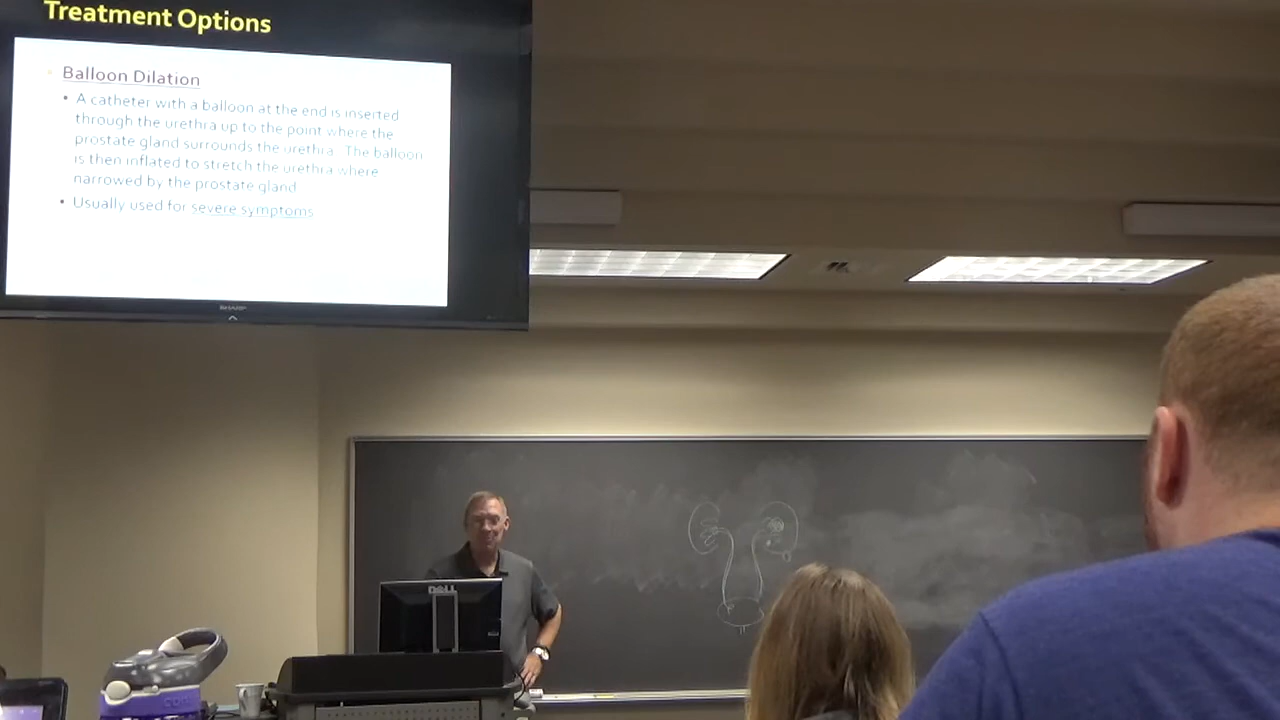 Treatment Options
Balloon Dilation
A catheter with a balloon at the end is inserted
through the urethra up to the point where the
prostate gland surrounds the urethra. The balloon
is then inflated to stretch the urethra where
narrowed by the prostate gland
Usually used for severe symptoms
SHARP
DELL